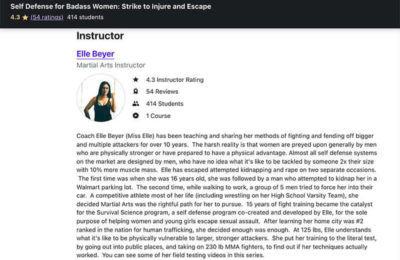 Self Defense for Badass Women: Strike to Injure and Escape
4.3 ★ (54 ratings) 414 students
Instructor
Elle Beyer
Martial Arts Instructor
4.3 Instructor Rating
54 Reviews
414 Students
1 Course
Coach Elle Beyer (Miss Elle) has been teaching and sharing her methods of fighting and fending off bigger
and multiple attackers for over 10 years. The harsh reality is that women are preyed upon generally by men
who are physically stronger or have prepared to have a physical advantage. Almost all self defense systems
on the market are designed by men, who have no idea what it's like to be tackled by someone 2x their size
with 10% more muscle mass. Elle has escaped attempted kidnapping and rape on two separate occasions.
The first time was when she was 16 years old, she was followed by a man who attempted to kidnap her in a
Walmart parking lot. The second time, while walking to work, a group of 5 men tried to force her into their
car. A competitive athlete most of her life (including wrestling on her High School Varsity Team), she
decided Martial Arts was the rightful path for her to pursue. 15 years of fight training became the catalyst
for the Survival Science program, a self defense program co-created and developed by Elle, for the sole
purpose of helping women and young girls escape sexual assault. After learning her home city was #2
ranked in the nation for human trafficking, she decided enough was enough. At 125 lbs, Elle understands
what it's like to be physically vulnerable to larger, stronger attackers. She put her training to the literal test,
by going out into public places, and taking on 230 lb MMA fighters, to find out if her techniques actually
worked. You can see some of her field testing videos in this series.